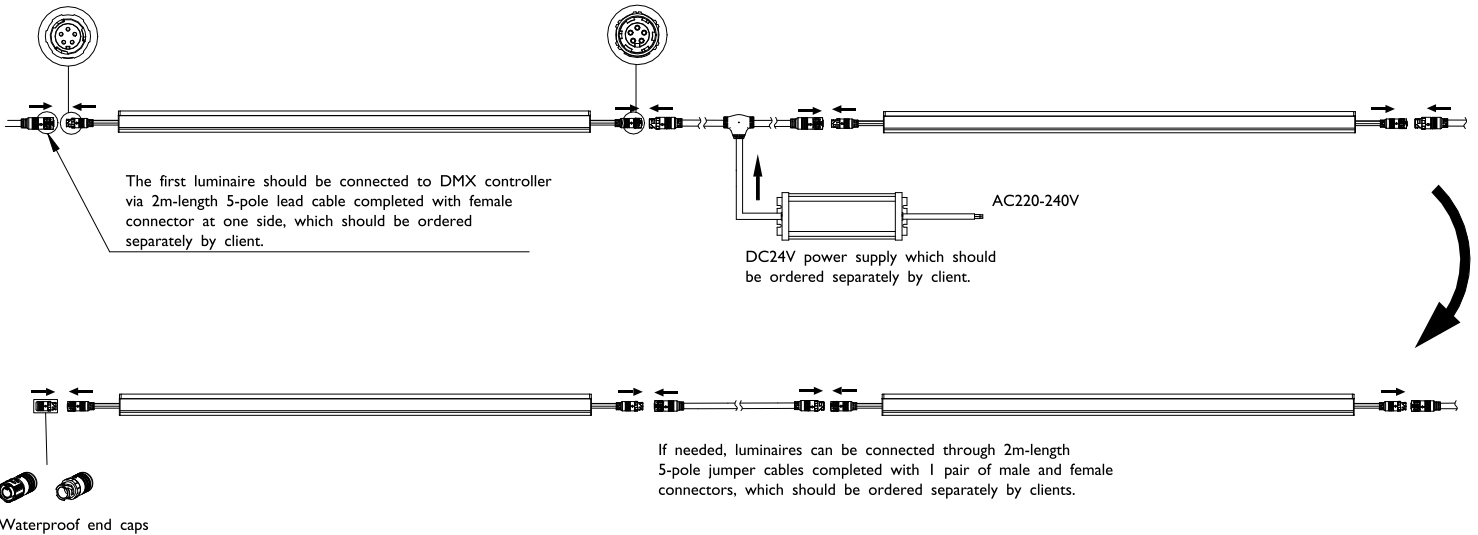 The first luminaire should be connected to DMX controller
via 2m-length 5-pole lead cable completed with female
connector at one side, which should be ordered
separately by client.
AC220-240V
DC24V power supply which should
be ordered separately by client.
If needed, luminaires can be connected through 2m-length
5-pole jumper cables completed with 1 pair of male and female
connectors, which should be ordered separately by clients.
Waterproof end caps